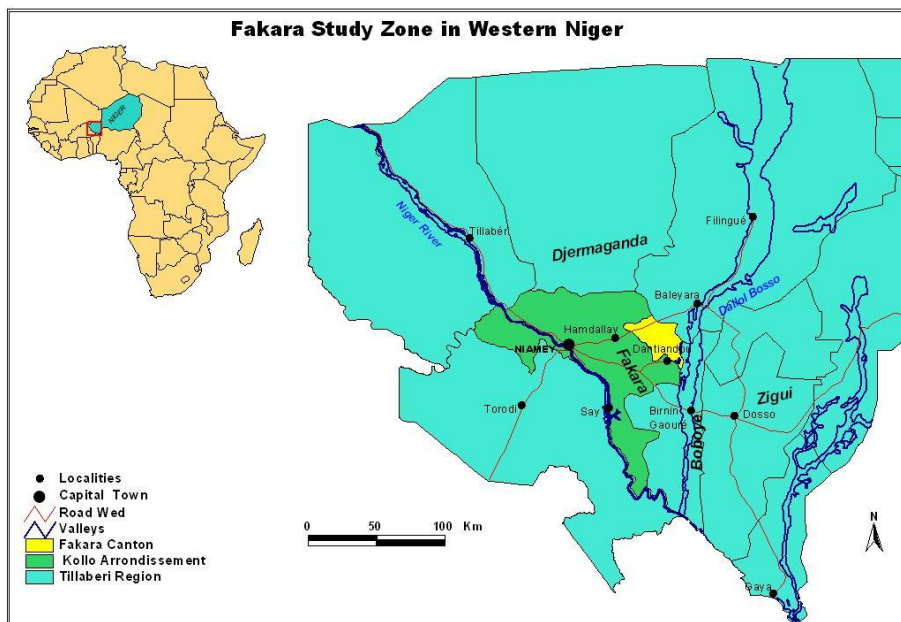 Fakara Study Zone in Western Niger
NIGER
Niger River
Tillabéri
Filingué
Djermaganda
Baleyara
Dallol Bosso
Hamdallay
NIAMEY
Dantiandou
Fakara
Torodi
Say
Birnin
Gaouré
Boboye
Zigui
Dosso
Gaya
Localities
Capital Town
Road Wed
Valleys
Fakara Canton
Kollo Arrondissement
Tillaberi Region
0 50 100 Km
N